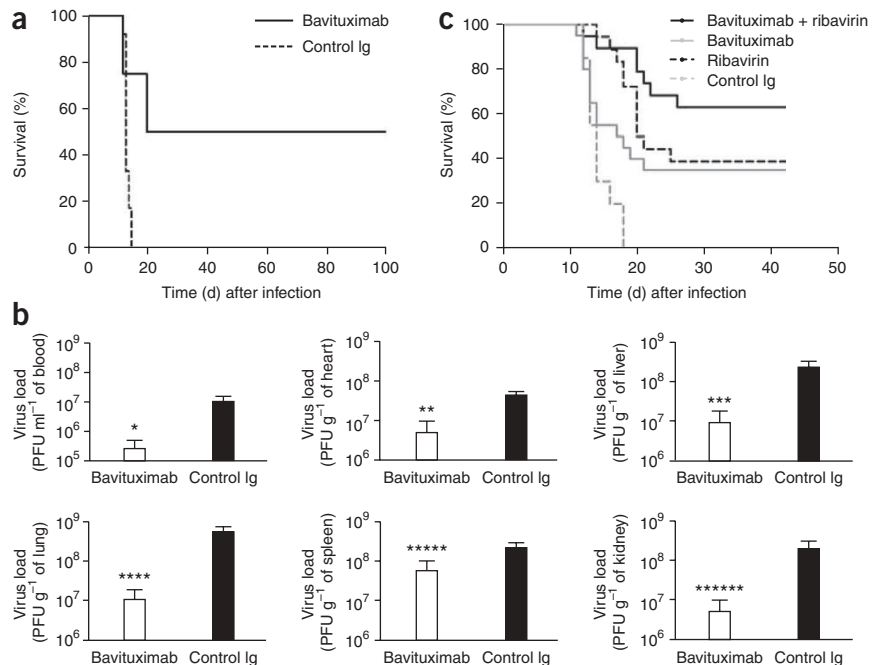 a
Bavituximab
Control Ig
100
80
60
40
20
0
Survival (%)
0 20 40 60 80 100
Time (d) after infection
c
Bavituximab + ribavirin
Bavituximab
Ribavirin
Control Ig
100
80
60
40
20
0
Survival (%)
0 10 20 30 40 50
Time (d) after infection
b
Virus load
(PFU ml⁻¹ of blood)
10⁹
10⁸
10⁷
10⁶
10⁵
*
Bavituximab Control Ig
Virus load
(PFU g⁻¹ of heart)
10⁹
10⁸
10⁷
10⁶
**
Bavituximab Control Ig
Virus load
(PFU g⁻¹ of liver)
10⁹
10⁸
10⁷
10⁶
***
Bavituximab Control Ig
Virus load
(PFU g⁻¹ of lung)
10⁹
10⁸
10⁷
10⁶
****
Bavituximab Control Ig
Virus load
(PFU g⁻¹ of spleen)
10⁹
10⁸
10⁷
10⁶
*****
Bavituximab Control Ig
Virus load
(PFU g⁻¹ of kidney)
10⁹
10⁸
10⁷
10⁶
******
Bavituximab Control Ig